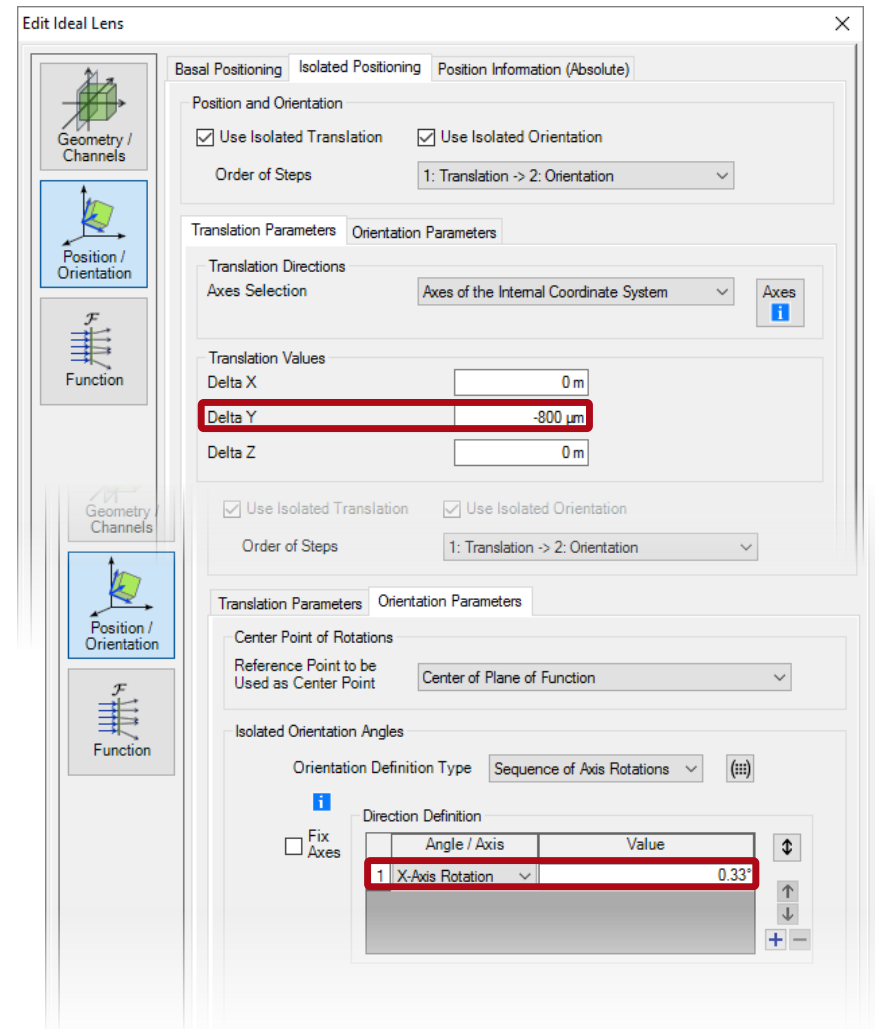 Edit Ideal Lens
Geometry /
Channels
Position /
Orientation
F
Function
Basal Positioning Isolated Positioning Position Information (Absolute)
Position and Orientation
Use Isolated Translation Use Isolated Orientation
Order of Steps 1: Translation -> 2: Orientation
Translation Parameters Orientation Parameters
Translation Directions
Axes Selection Axes of the Internal Coordinate System Axes
i
Translation Values
Delta X 0 m
Delta Y -800 µm
Delta Z 0 m
Geometry /
Channels
Position /
Orientation
F
Function
Use Isolated Translation Use Isolated Orientation
Order of Steps 1: Translation -> 2: Orientation
Translation Parameters Orientation Parameters
Center Point of Rotations
Reference Point to be
Used as Center Point Center of Plane of Function
Isolated Orientation Angles
Orientation Definition Type Sequence of Axis Rotations
i
Fix
Axes
Direction Definition
Angle / Axis Value
1 X-Axis Rotation 0.33°